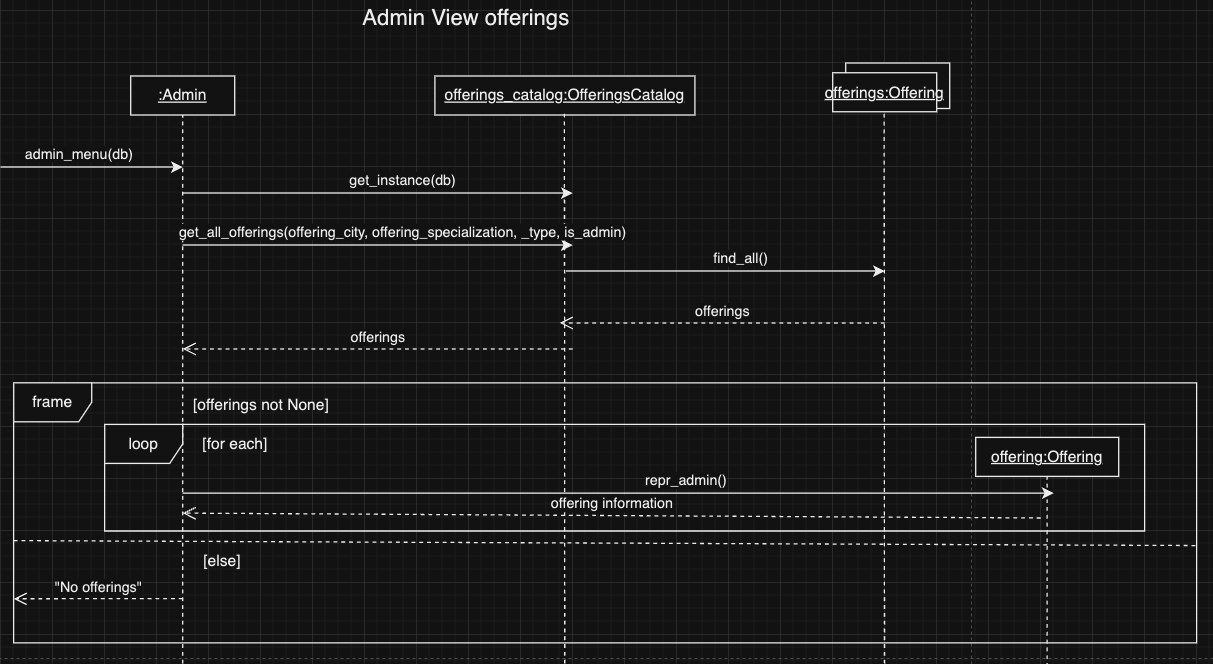 Admin View offerings
:Admin
offerings_catalog:OfferingsCatalog
offerings:Offering
admin_menu(db)
get_instance(db)
get_all_offerings(offering_city, offering_specialization, _type, is_admin)
find_all()
offerings
offerings
frame
[offerings not None]
loop
[for each]
offering:Offering
repr_admin()
offering information
[else]
"No offerings"